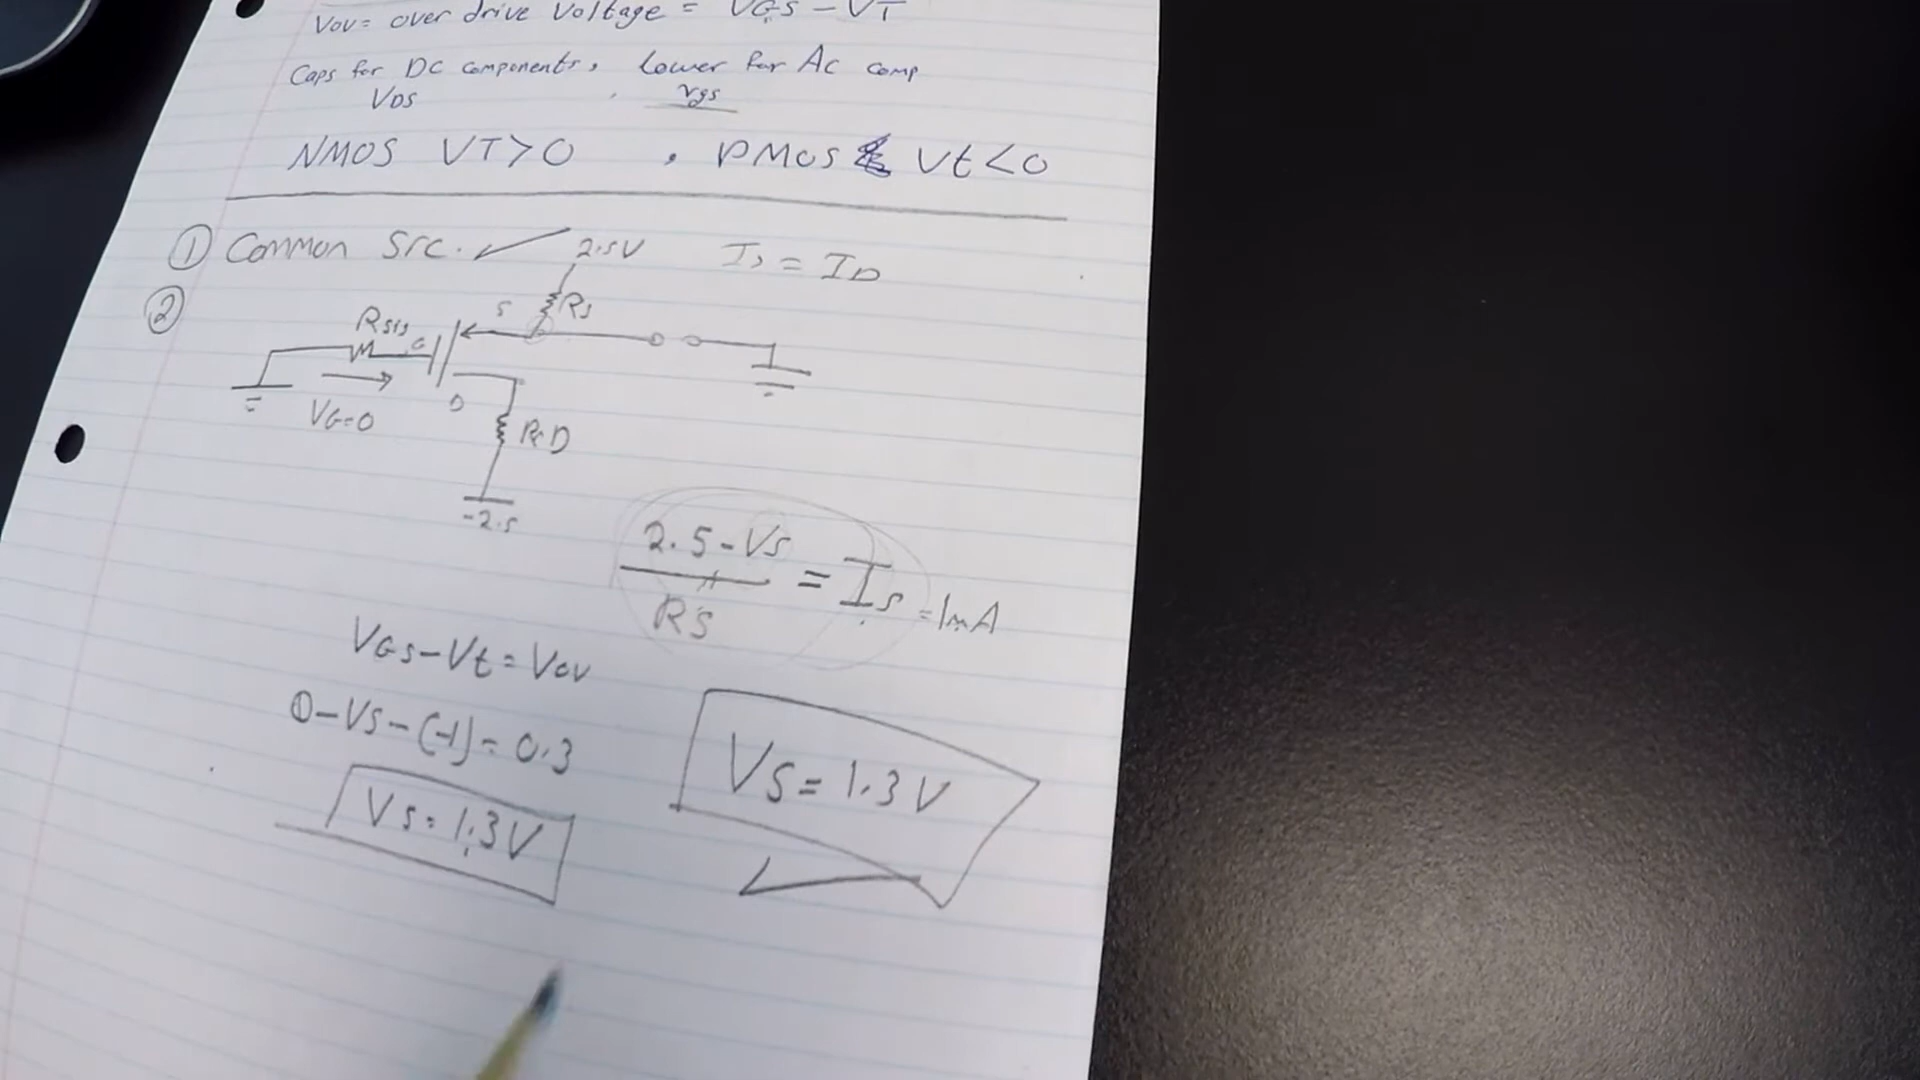 Vov = over drive Voltage = VGS - VT
Caps for DC components, Lower for Ac comp
VDS vgs
NMOS VT>0 , PMOS Vt<0
① Common Src. 2.5V Is = ID
②
S Rs
Rsig G
VG=0 D
RD
-2.5
2.5-Vs / RS = Is = 1mA
VGS-Vt = Vov
0-VS-(-1) = 0.3
VS = 1.3V
VS = 1.3V